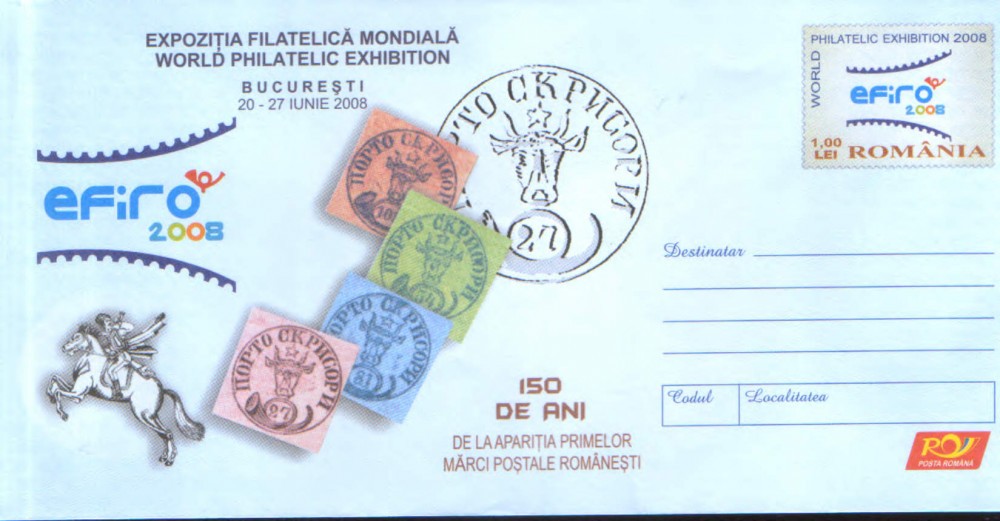 EXPOZIȚIA FILATELICĂ MONDIALĂ
WORLD PHILATELIC EXHIBITION
BUCUREȘTI
20 - 27 IUNIE 2008
efiro
2008
ПОРТО СКРИСОРИ
ПОРТО СКРИСОРИ
54
ПОРТО СКРИСОРИ
81
ПОРТО СКРИСОРИ
27
ПОРТО СКРИСОРИ
27
150
DE ANI
DE LA APARIȚIA PRIMELOR
MĂRCI POȘTALE ROMÂNEȘTI
WORLD
PHILATELIC EXHIBITION 2008
efiro
2008
1,00
LEI ROMÂNIA
Destinatar
Codul
Localitatea
POȘTA ROMÂNĂ